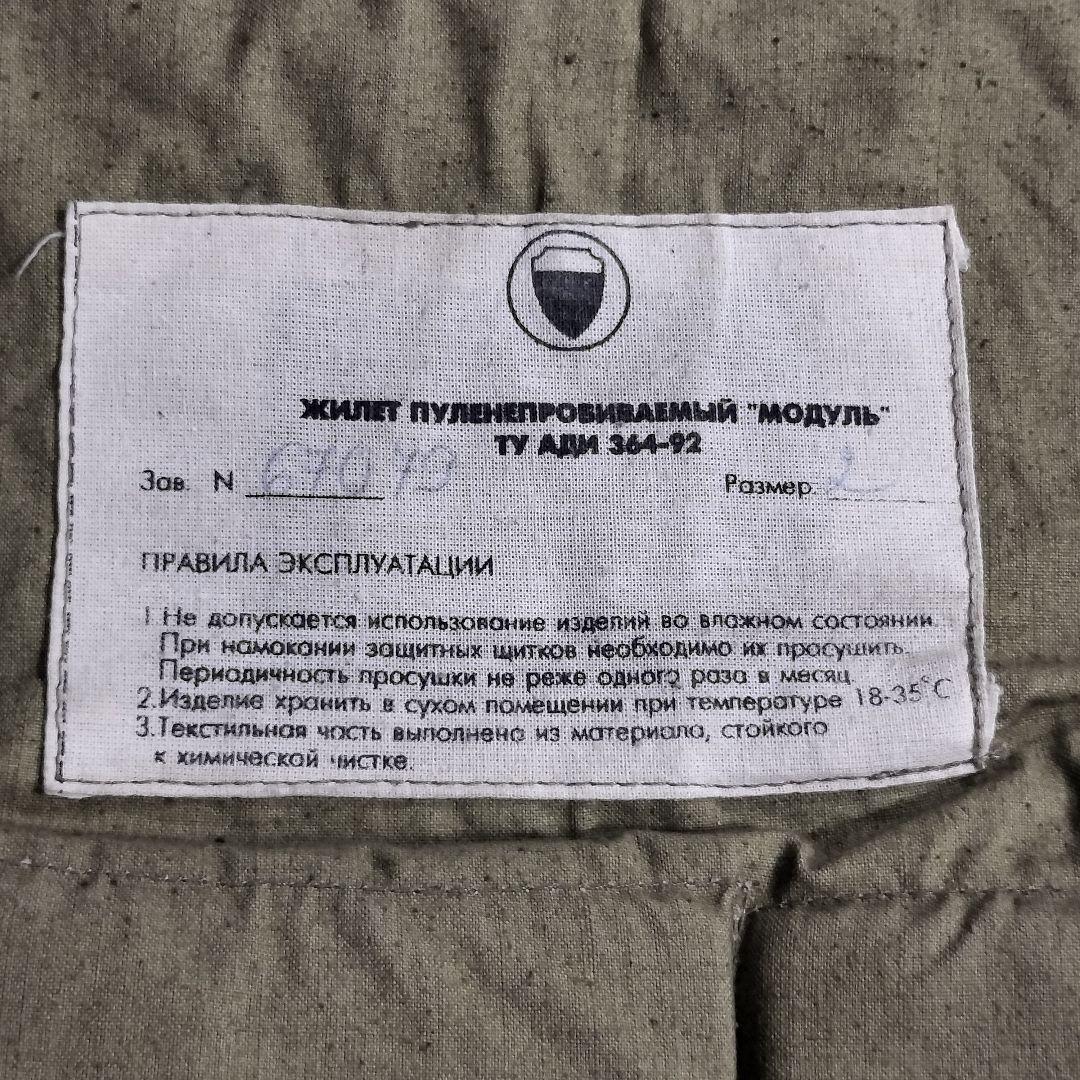 ЖИЛЕТ ПУЛЕНЕПРОБИВАЕМЫЙ "МОДУЛЬ"
ТУ АДИ 364-92
Зав. N 67073 Размер. 2
ПРАВИЛА ЭКСПЛУАТАЦИИ
1. Не допускается использование изделий во влажном состоянии.
При намокании защитных щитков необходимо их просушить.
Периодичность просушки не реже одного раза в месяц.
2. Изделие хранить в сухом помещении при температуре 18-35°С
3. Текстильная часть выполнена из материала, стойкого
к химической чистке.